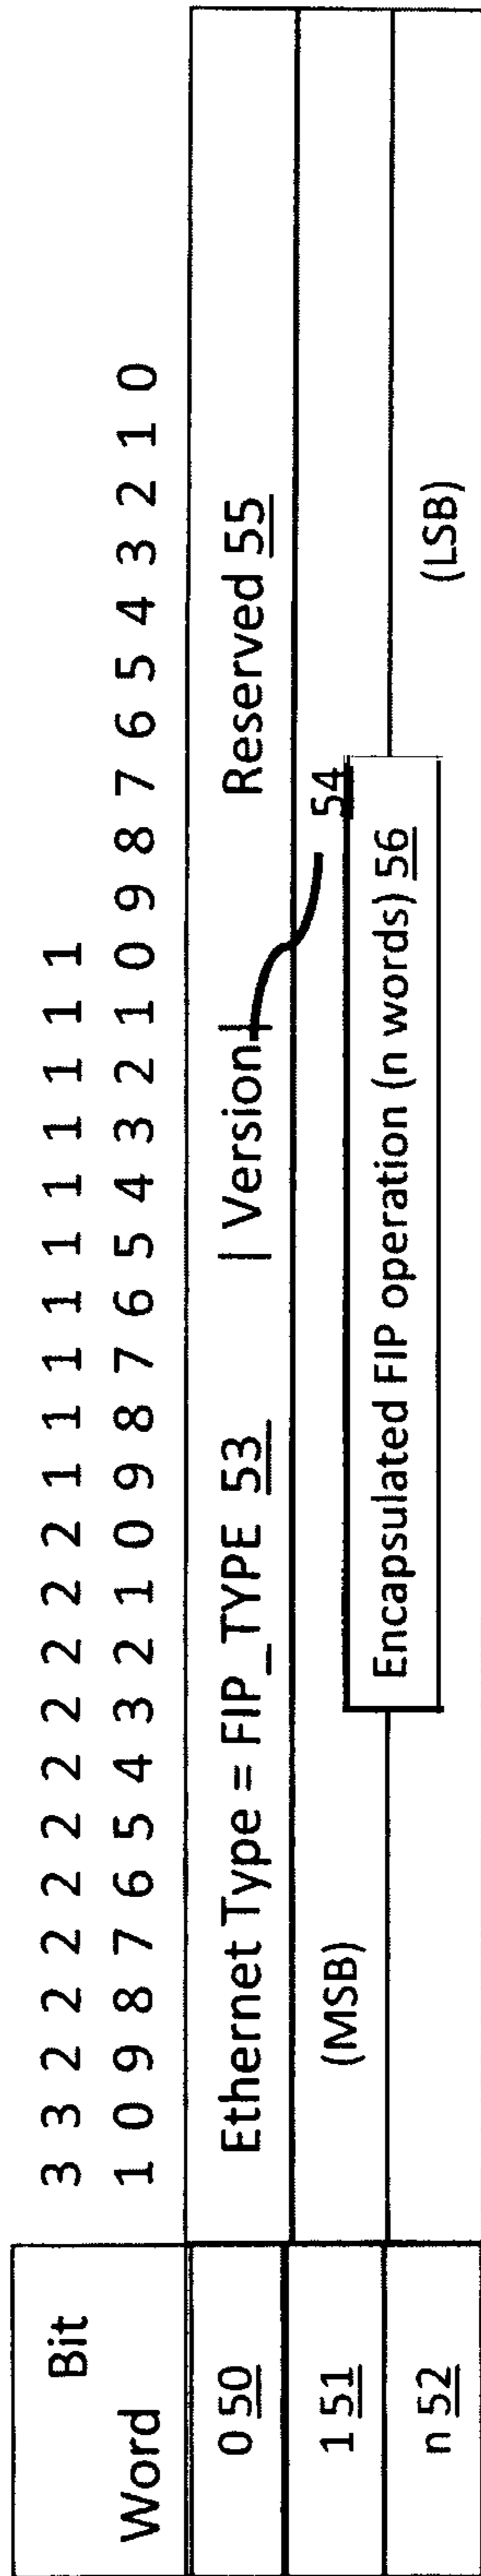 Bit 3 3 2 2 2 2 2 2 2 2 2 2 1 1 1 1 1 1 1 1 1 1
Word 1 0 9 8 7 6 5 4 3 2 1 0 9 8 7 6 5 4 3 2 1 0 9 8 7 6 5 4 3 2 1 0
0 50 Ethernet Type = FIP_TYPE 53 | Version| Reserved 55
1 51 (MSB) 54
Encapsulated FIP operation (n words) 56
n 52 (LSB)